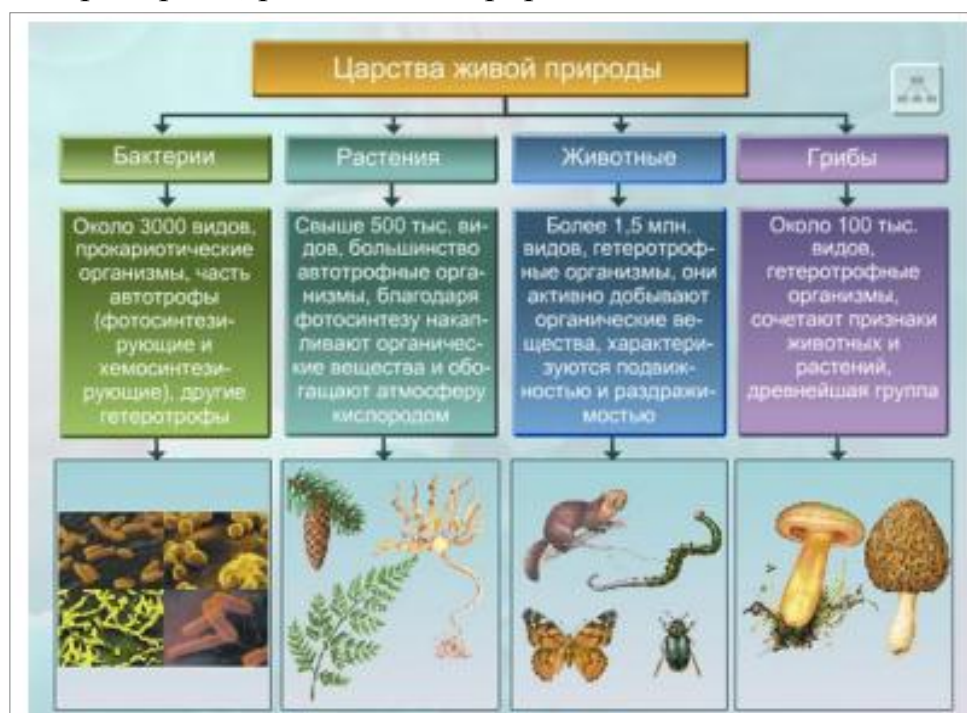 Царства живой природы
Бактерии
Растения
Животные
Грибы
Около 3000 видов,
прокариотические
организмы, часть
автотрофы
(фотосинтези-
рующие и
хемосинтези-
рующие), другие
гетеротрофы
Свыше 500 тыс. ви-
дов, большинство
автотрофные орга-
низмы, благодаря
фотосинтезу накап-
ливают органичес-
кие вещества и обо-
гащают атмосферу
кислородом
Более 1,5 млн.
видов, гетеротроф-
ные организмы, они
активно добывают
органические ве-
щества, характери-
зуются подвиж-
ностью и раздражи-
мостью
Около 100 тыс.
видов,
гетеротрофные
организмы,
сочетают признаки
животных и
растений,
древнейшая группа